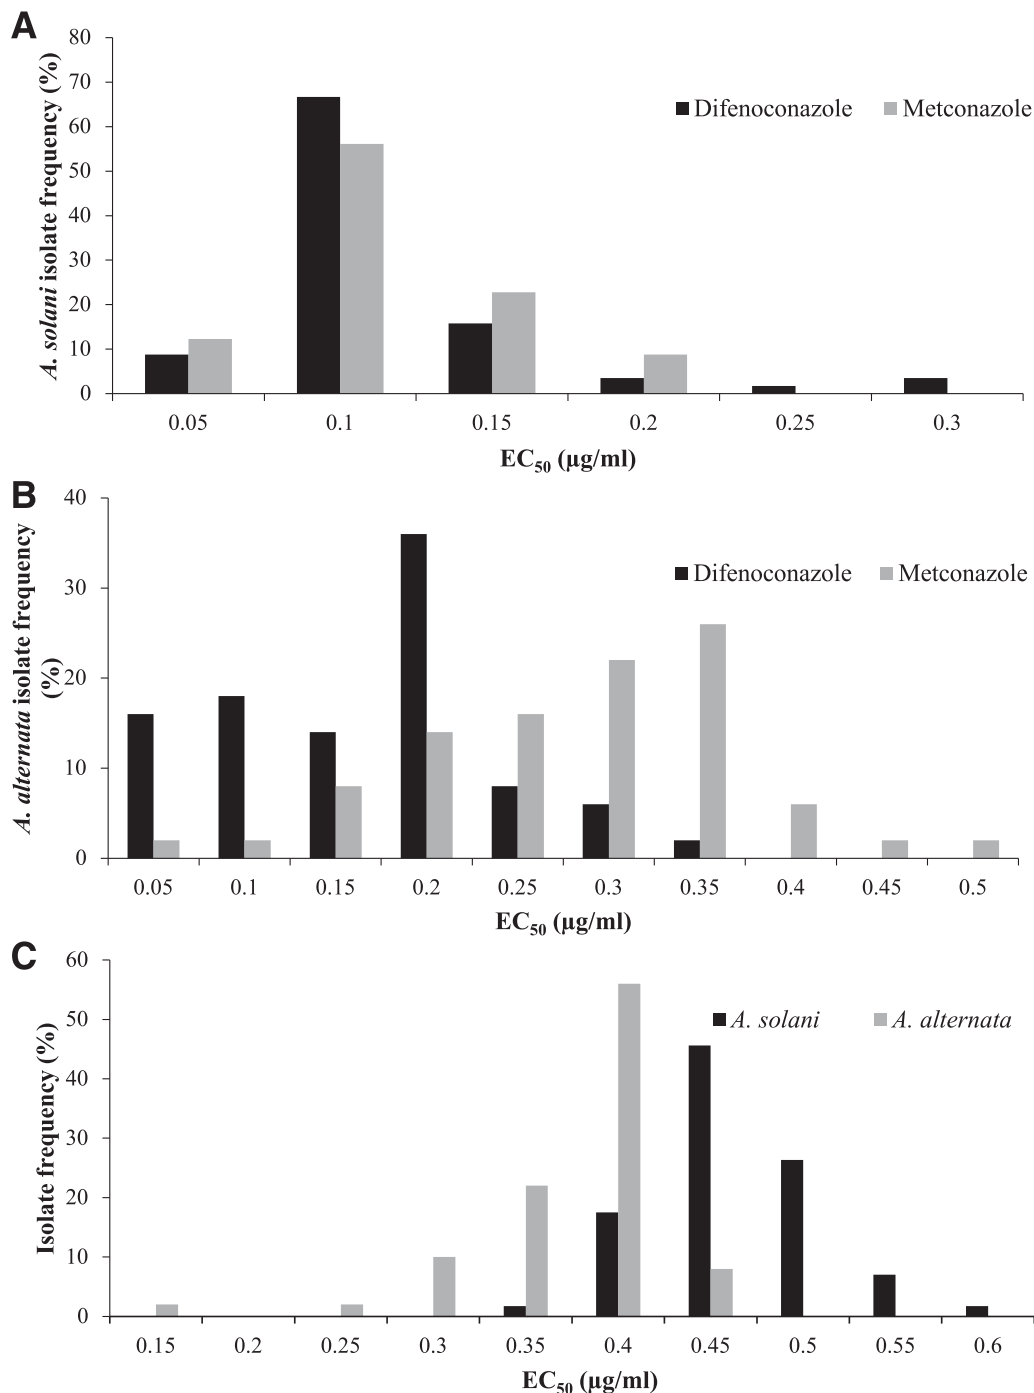 A
A. solani isolate frequency (%)
80
70
60
50
40
30
20
10
0
Difenoconazole Metconazole
0.05 0.1 0.15 0.2 0.25 0.3
EC50 (µg/ml)
B
A. alternata isolate frequency
(%)
40
30
20
10
0
Difenoconazole Metconazole
0.05 0.1 0.15 0.2 0.25 0.3 0.35 0.4 0.45 0.5
EC50 (µg/ml)
C
Isolate frequency (%)
60
50
40
30
20
10
0
A. solani A. alternata
0.15 0.2 0.25 0.3 0.35 0.4 0.45 0.5 0.55 0.6
EC50 (µg/ml)